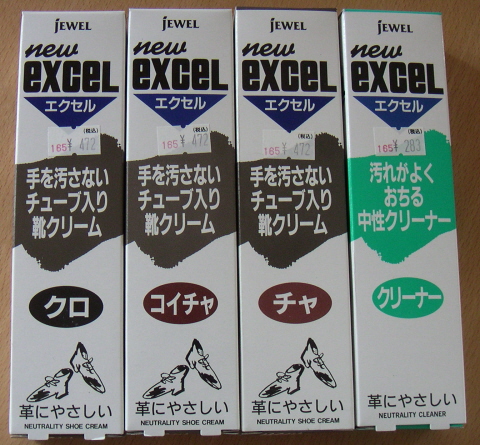 jEWEL
new
EXCEL
エクセル
(税込)
165 ¥ 472
手を汚さない
チューブ入り
靴クリーム
クロ
革にやさしい
NEUTRALITY SHOE CREAM
jEWEL
new
EXCEL
エクセル
(税込)
165 ¥ 472
手を汚さない
チューブ入り
靴クリーム
コイチャ
革にやさしい
NEUTRALITY SHOE CREAM
jEWEL
new
EXCEL
エクセル
(税込)
165 ¥ 472
手を汚さない
チューブ入り
靴クリーム
チャ
革にやさしい
NEUTRALITY SHOE CREAM
jEWEL
new
EXCEL
エクセル
(税込)
165 ¥ 283
汚れがよく
おちる
中性クリーナー
クリーナー
革にやさしい
NEUTRALITY CLEANER